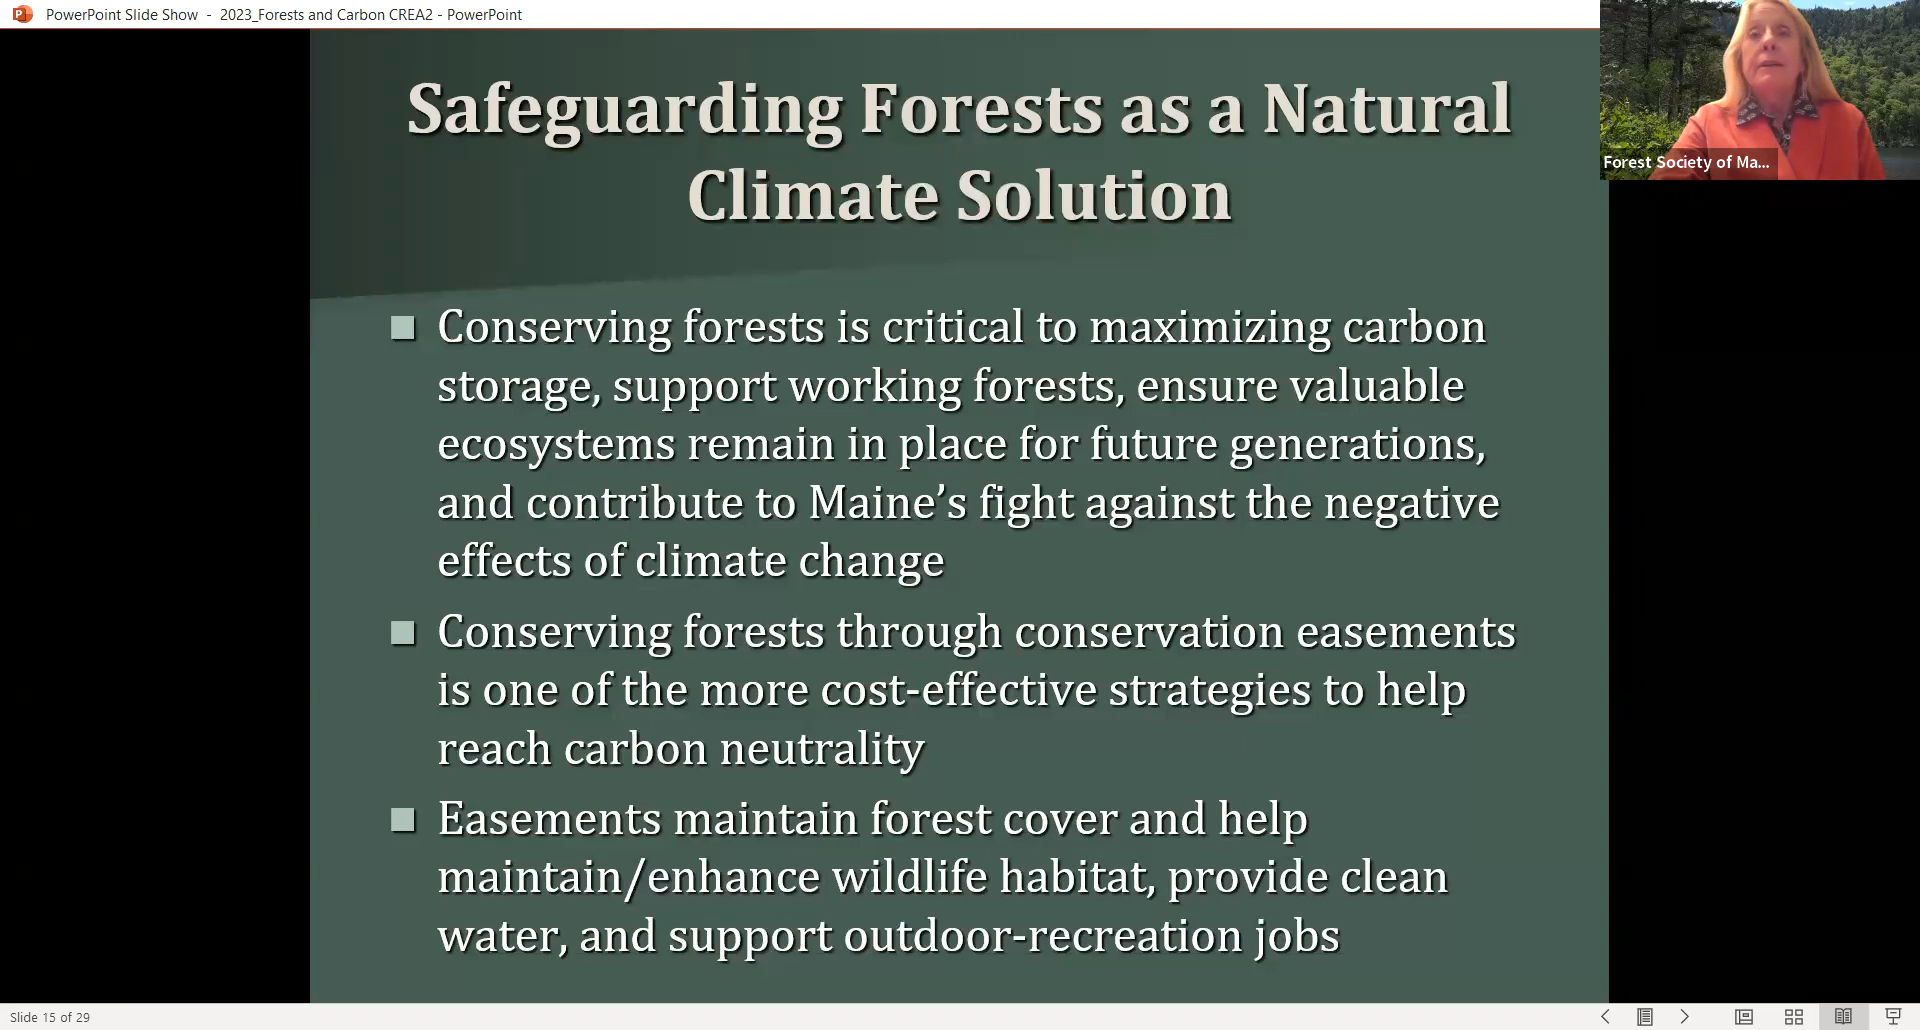 PowerPoint Slide Show - 2023_Forests and Carbon CREA2 - PowerPoint
Forest Society of Ma...
Safeguarding Forests as a Natural
Climate Solution
Conserving forests is critical to maximizing carbon
storage, support working forests, ensure valuable
ecosystems remain in place for future generations,
and contribute to Maine’s fight against the negative
effects of climate change
Conserving forests through conservation easements
is one of the more cost-effective strategies to help
reach carbon neutrality
Easements maintain forest cover and help
maintain/enhance wildlife habitat, provide clean
water, and support outdoor-recreation jobs
Slide 15 of 29